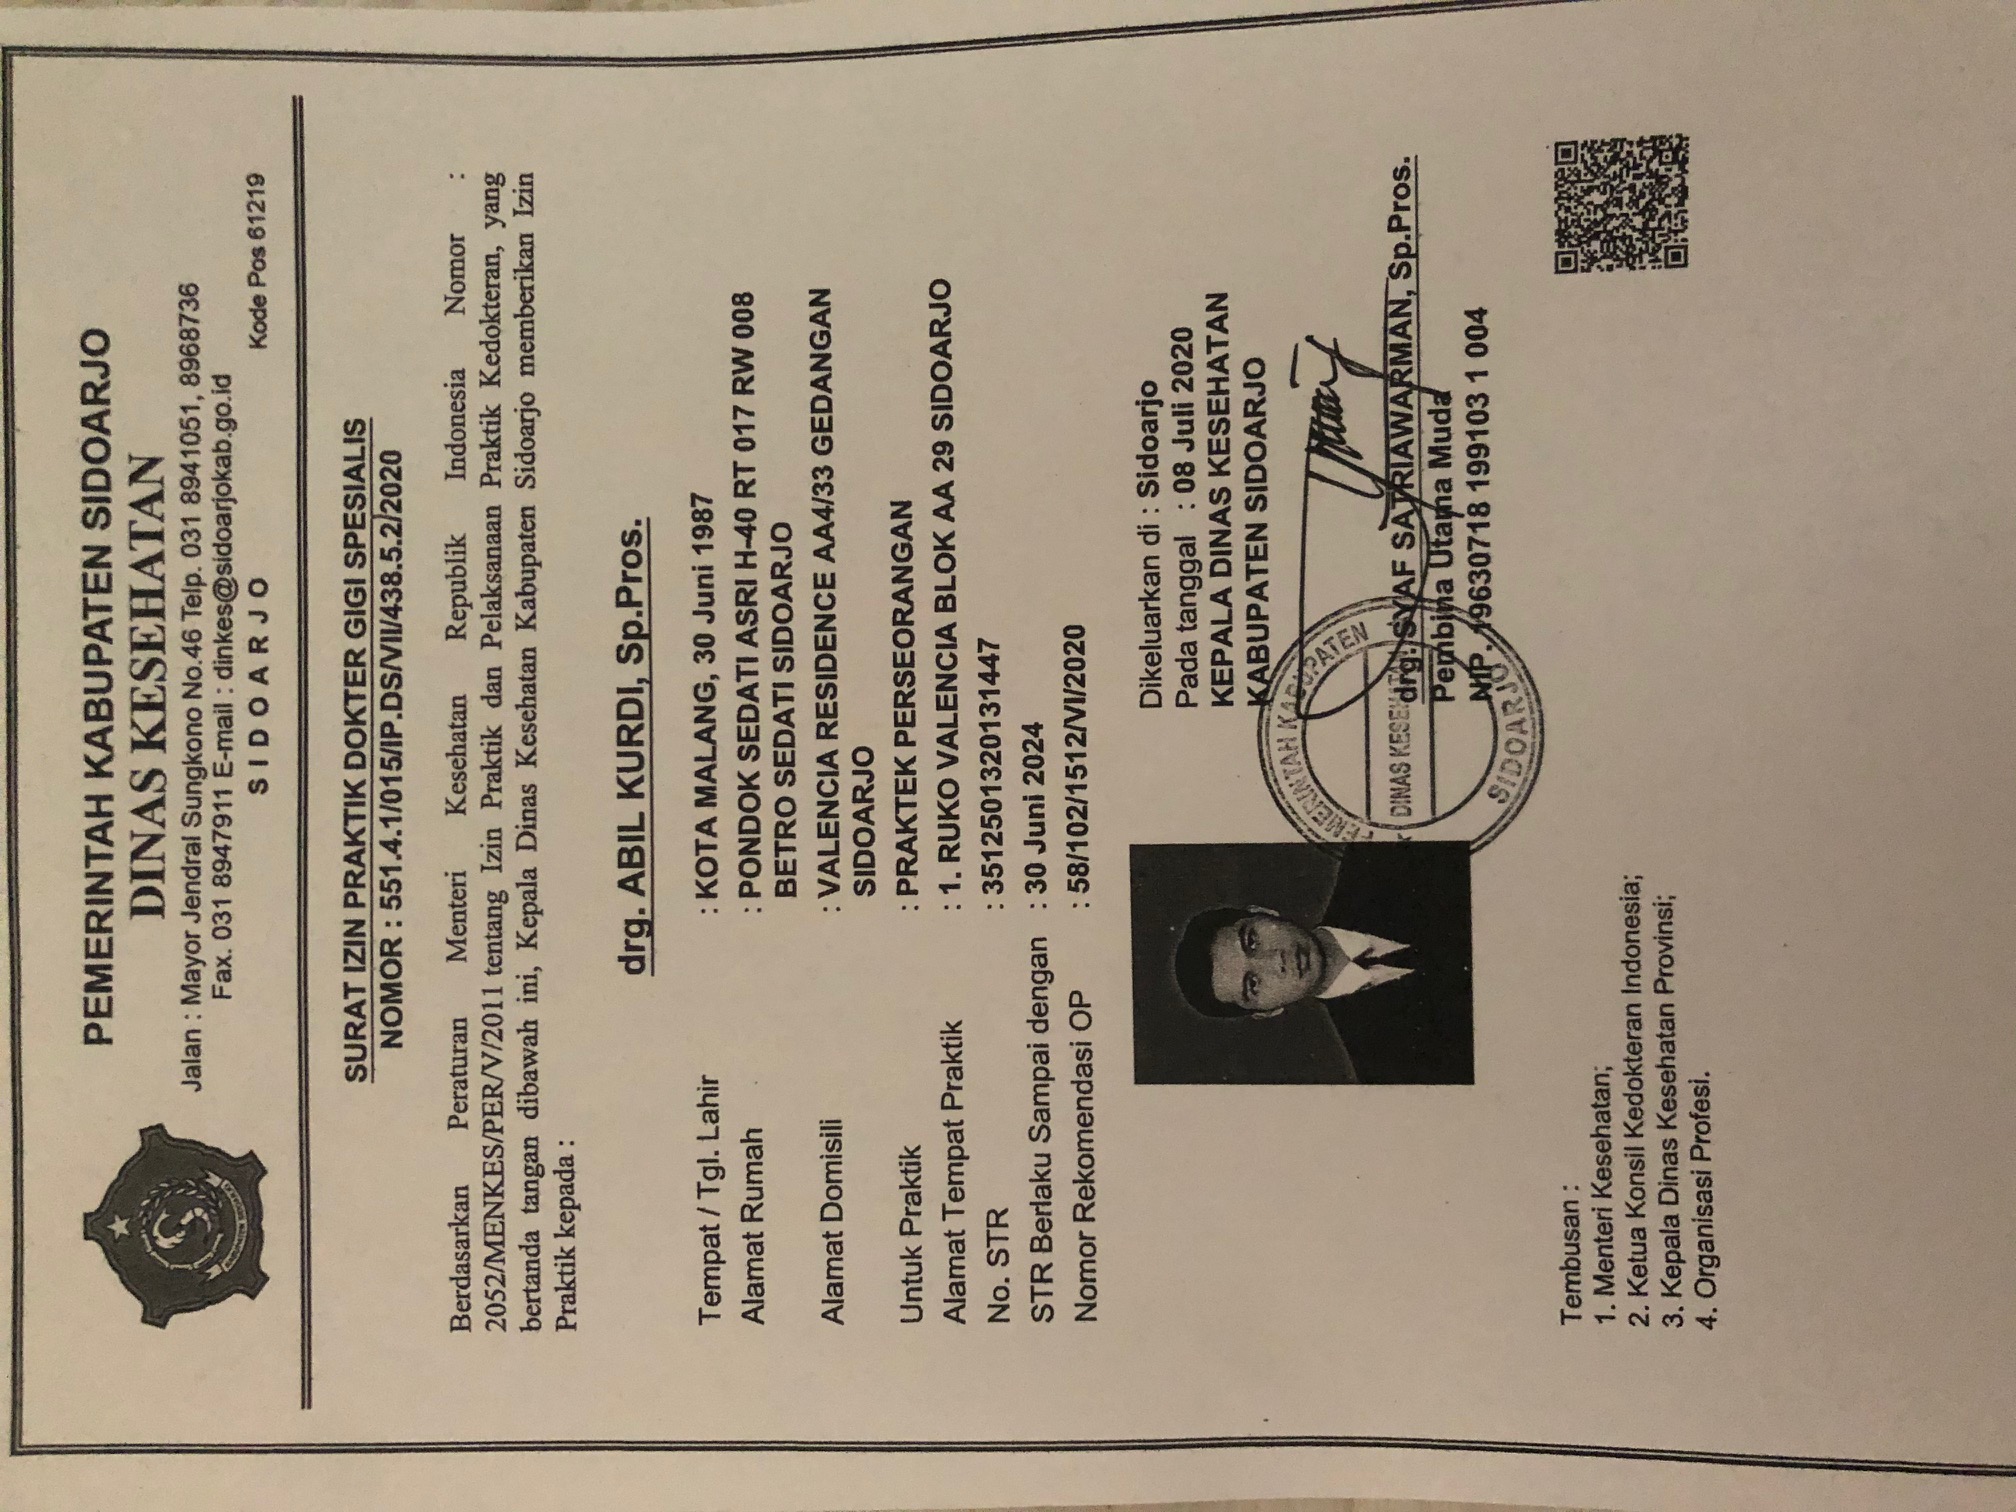 PEMERINTAH KABUPATEN SIDOARJO
DINAS KESEHATAN
Jalan : Mayor Jendral Sungkono No.46 Telp. 031 8941051, 8968736
Fax. 031 8947911 E-mail : dinkes@sidoarjokab.go.id
SIDOARJO Kode Pos 61219
KABUPATEN SIDOARJO
SURAT IZIN PRAKTIK DOKTER GIGI SPESIALIS
NOMOR : 551.4.1/015/IP.DS/VII/438.5.2/2020
Berdasarkan Peraturan Menteri Kesehatan Republik Indonesia Nomor :
2052/MENKES/PER/V/2011 tentang Izin Praktik dan Pelaksanaan Praktik Kedokteran, yang
bertanda tangan dibawah ini, Kepala Dinas Kesehatan Kabupaten Sidoarjo memberikan Izin
Praktik kepada :
drg. ABIL KURDI, Sp.Pros.
Tempat / Tgl. Lahir : KOTA MALANG, 30 Juni 1987
Alamat Rumah : PONDOK SEDATI ASRI H-40 RT 017 RW 008
BETRO SEDATI SIDOARJO
Alamat Domisili : VALENCIA RESIDENCE AA4/33 GEDANGAN
SIDOARJO
Untuk Praktik : PRAKTEK PERSEORANGAN
Alamat Tempat Praktik : 1. RUKO VALENCIA BLOK AA 29 SIDOARJO
No. STR : 3512501320131447
STR Berlaku Sampai dengan : 30 Juni 2024
Nomor Rekomendasi OP : 58/102/1512/VI/2020
Dikeluarkan di : Sidoarjo
Pada tanggal : 08 Juli 2020
KEPALA DINAS KESEHATAN
KABUPATEN SIDOARJO
PEMERINTAH KABUPATEN
DINAS KESEHATAN
SIDOARJO
drg. SYAF SATRIAWARMAN, Sp.Pros.
Pembina Utama Muda
NIP. 19630718 199103 1 004
Tembusan :
1. Menteri Kesehatan;
2. Ketua Konsil Kedokteran Indonesia;
3. Kepala Dinas Kesehatan Provinsi;
4. Organisasi Profesi.